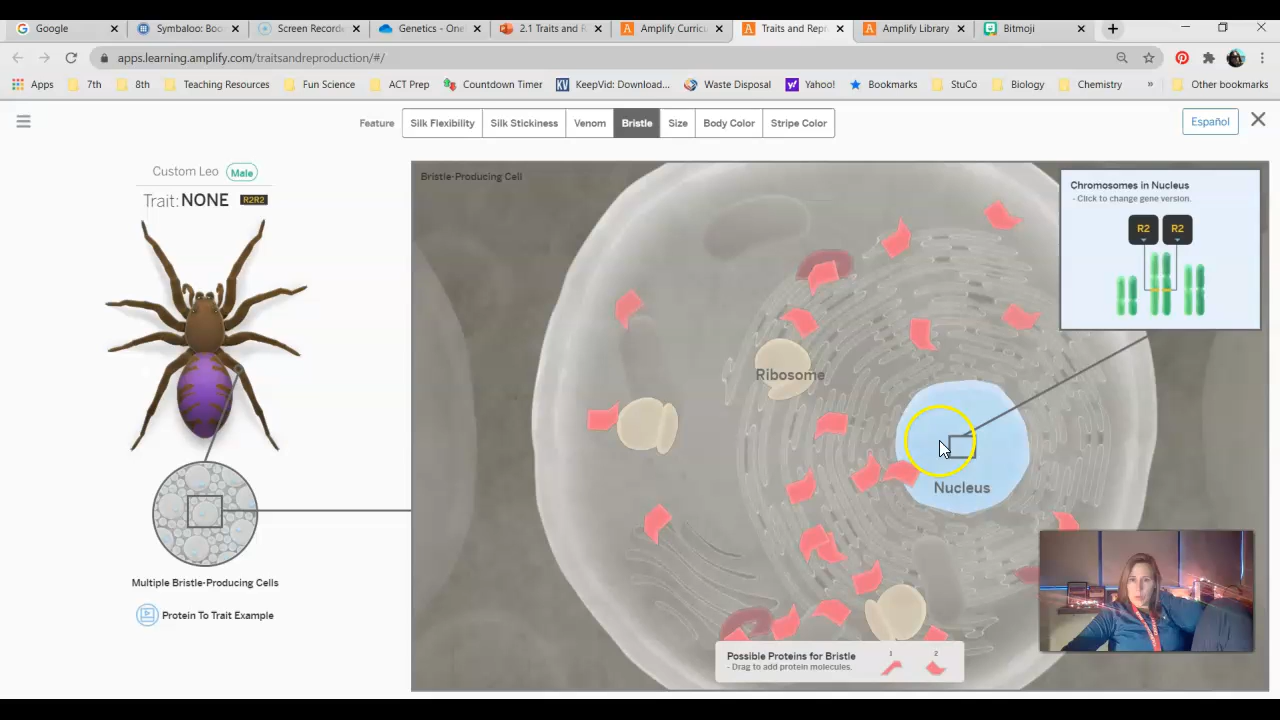 Google
Symbaloo: Boo
Screen Recorde
Genetics - One
2.1 Traits and R
Amplify Curricu
Traits and Rep
Amplify Library
Bitmoji
apps.learning.amplify.com/traitsandreproduction/#/
Apps
7th
8th
Teaching Resources
Fun Science
ACT Prep
Countdown Timer
KeepVid: Download...
Waste Disposal
Yahoo!
Bookmarks
StuCo
Biology
Chemistry
»
Other bookmarks
Feature
Silk Flexibility
Silk Stickiness
Venom
Bristle
Size
Body Color
Stripe Color
Español
Custom Leo Male
Trait: NONE R2R2
Bristle-Producing Cell
Chromosomes in Nucleus
- Click to change gene version.
R2 R2
Ribosome
Nucleus
Multiple Bristle-Producing Cells
Protein To Trait Example
Possible Proteins for Bristle
- Drag to add protein molecules.
1 2